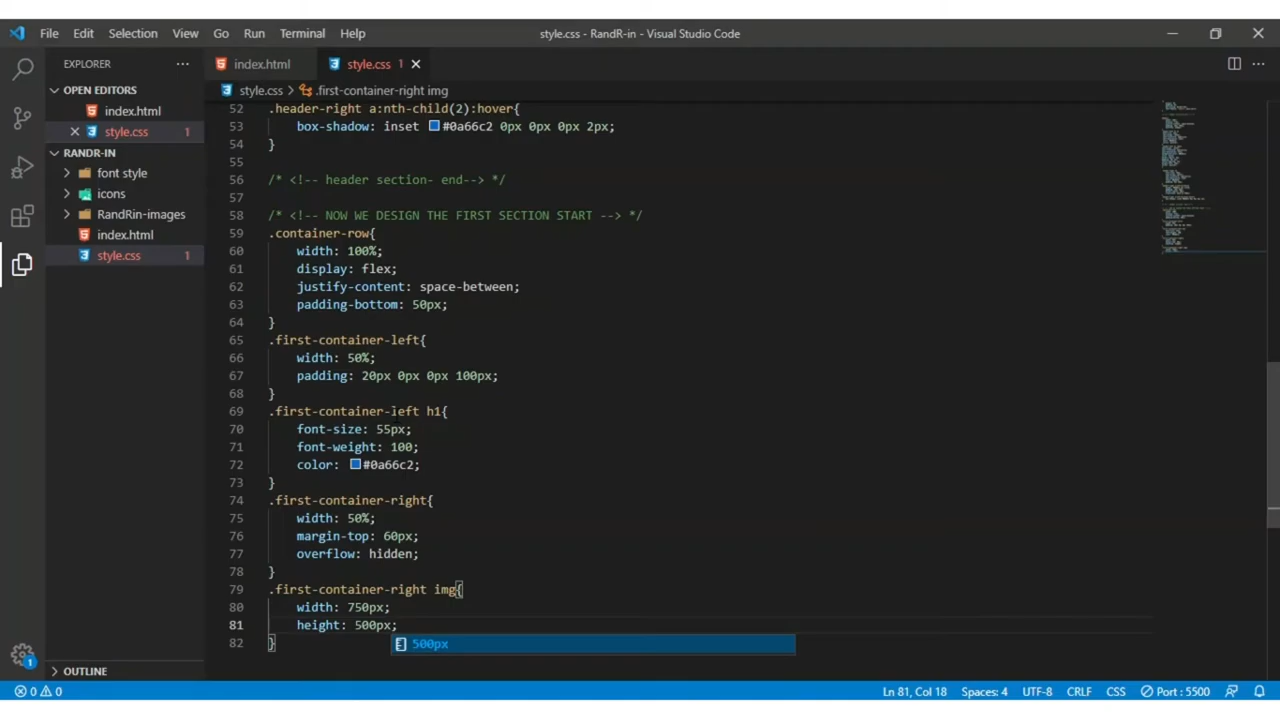 File Edit Selection View Go Run Terminal Help style.css - RandR-in - Visual Studio Code
EXPLORER ··· index.html style.css 1
OPEN EDITORS
index.html
style.css 1
RANDR-IN
font style
icons
RandRin-images
index.html
style.css 1
OUTLINE
style.css > .first-container-right img
52 .header-right a:nth-child(2):hover{
53 box-shadow: inset #0a66c2 0px 0px 0px 2px;
54 }
55
56 /* <!-- header section- end--> */
57
58 /* <!-- NOW WE DESIGN THE FIRST SECTION START --> */
59 .container-row{
60 width: 100%;
61 display: flex;
62 justify-content: space-between;
63 padding-bottom: 50px;
64 }
65 .first-container-left{
66 width: 50%;
67 padding: 20px 0px 0px 100px;
68 }
69 .first-container-left h1{
70 font-size: 55px;
71 font-weight: 100;
72 color: #0a66c2;
73 }
74 .first-container-right{
75 width: 50%;
76 margin-top: 60px;
77 overflow: hidden;
78 }
79 .first-container-right img{
80 width: 750px;
81 height: 500px;
82 }
500px
1
0 0 Ln 81, Col 18 Spaces: 4 UTF-8 CRLF CSS Port : 5500